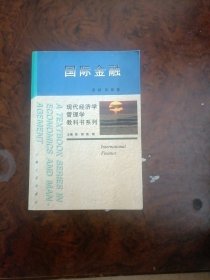 国际金融
现代经济学
管理学
教科书系列
International
Finance
A TEXTBOOK SERIES IN
ECONOMICS AND MAN-
AGEMENT